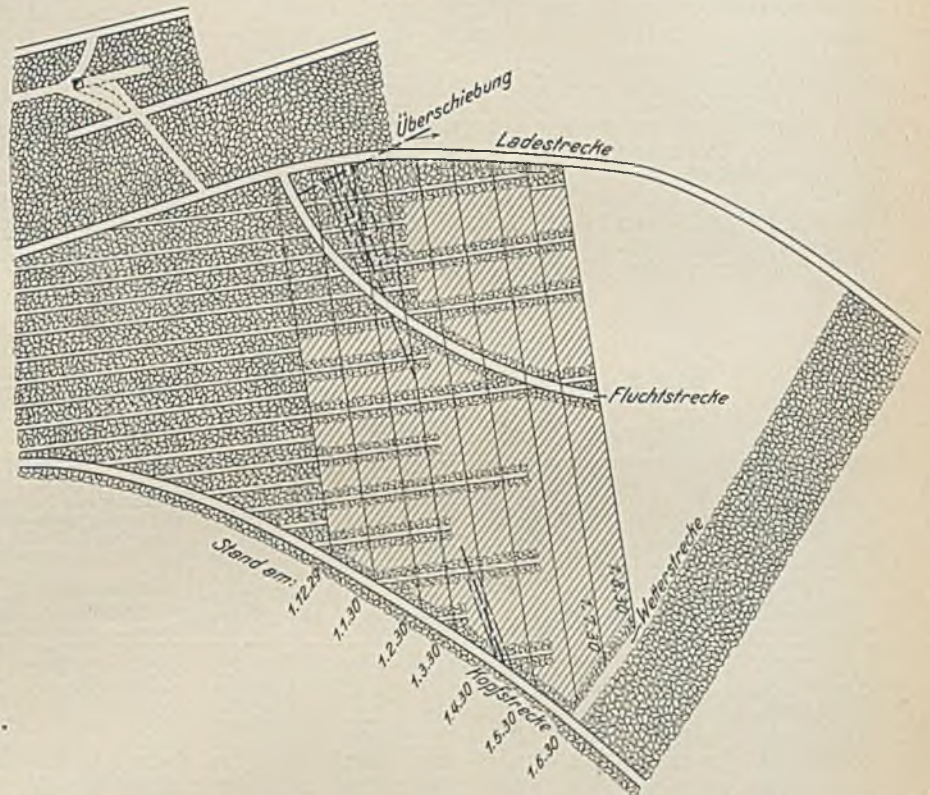 Überschiebung
Ladestrecke
Fluchtstrecke
Wetterstrecke
Stand am:
1.12.29
1.1.30
1.2.30
1.3.30
Kopfstrecke
1.4.30
1.5.30
1.6.30
1.7.30
1.8.30